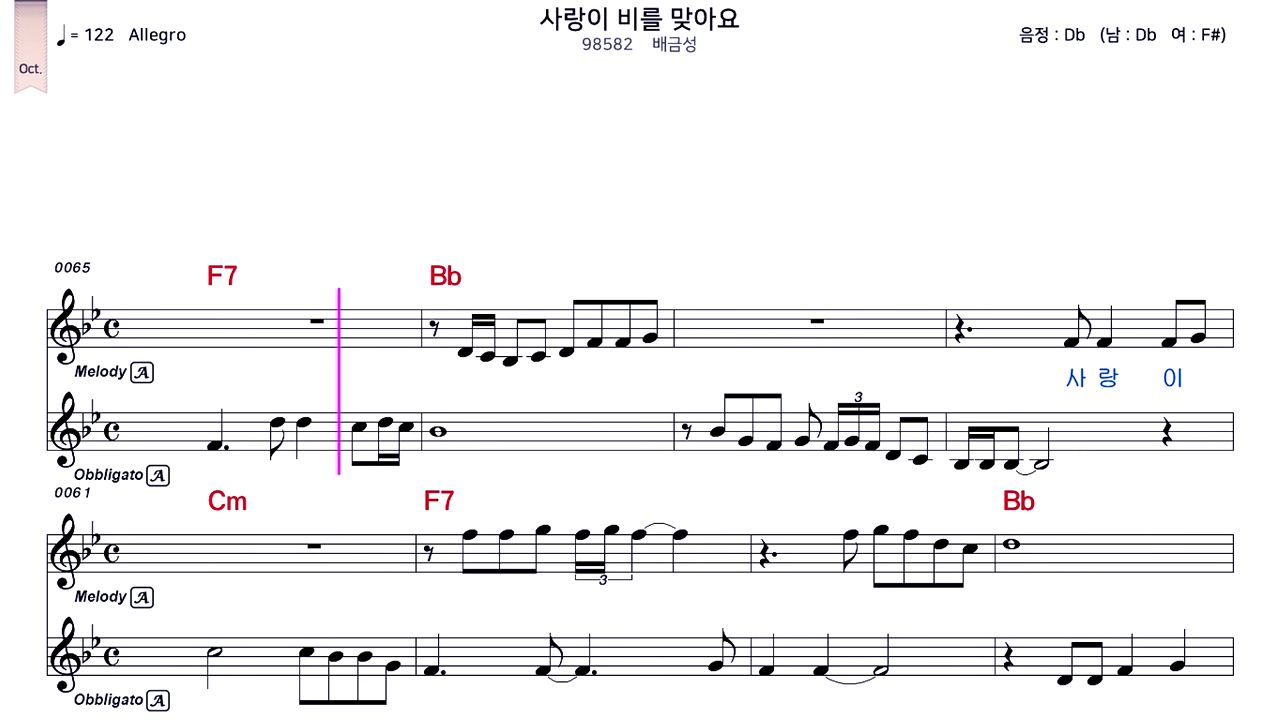 사랑이 비를 맞아요
♩= 122 Allegro
98582 배금성
음정 : Db (남 : Db 여 : F#)
Oct.
0065
F7 Bb
Melody A
사 랑 이
3
Obbligato A
0061
Cm F7 Bb
3
Melody A
Obbligato A